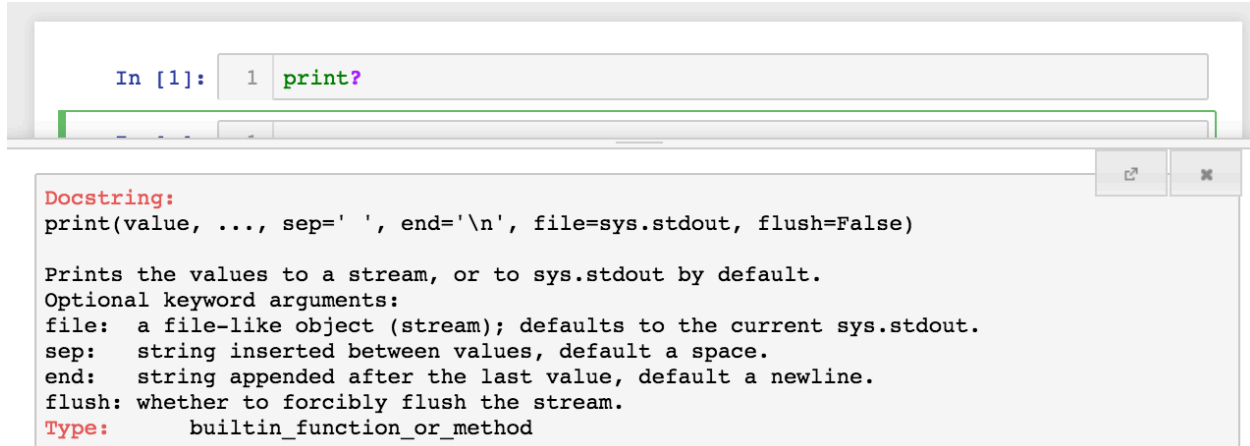 In [1]: 1 print?
Docstring:
print(value, ..., sep=' ', end='\n', file=sys.stdout, flush=False)
Prints the values to a stream, or to sys.stdout by default.
Optional keyword arguments:
file:  a file-like object (stream); defaults to the current sys.stdout.
sep:   string inserted between values, default a space.
end:   string appended after the last value, default a newline.
flush: whether to forcibly flush the stream.
Type:      builtin_function_or_method